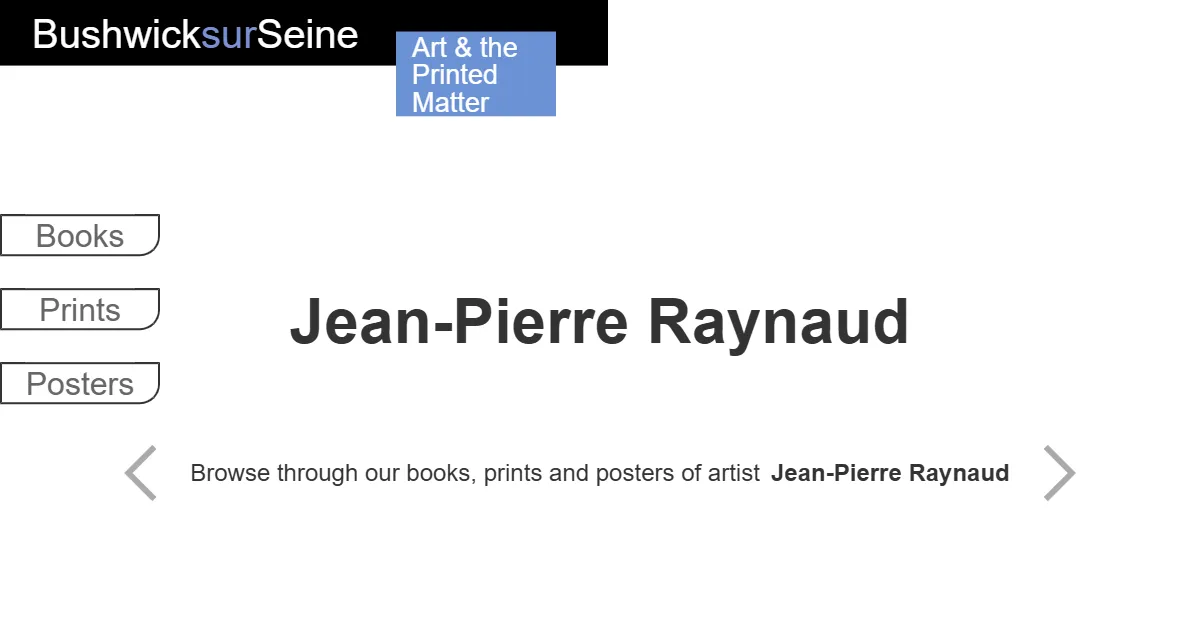 BushwicksurSeine
Art & the
Printed
Matter
Books
Prints
Posters
Jean-Pierre Raynaud
Browse through our books, prints and posters of artist Jean-Pierre Raynaud